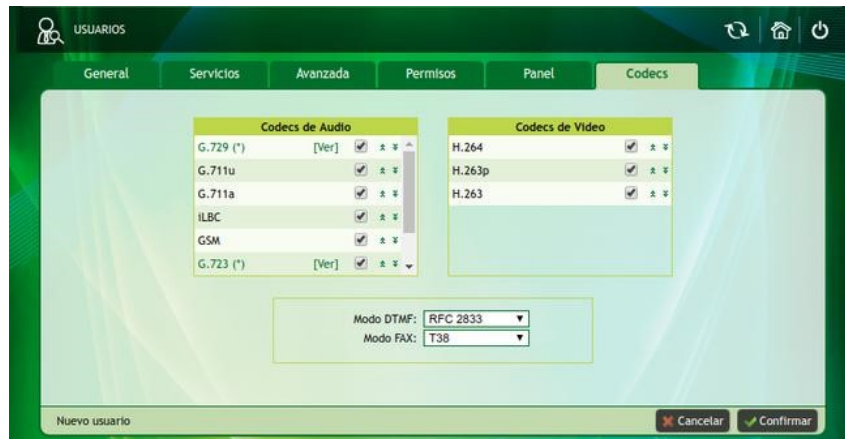 USUARIOS
General Servicios Avanzada Permisos Panel Codecs
Codecs de Audio
G.729 (*) [Ver]
G.711u
G.711a
iLBC
GSM
G.723 (*) [Ver]
Codecs de Video
H.264
H.263p
H.263
Modo DTMF: RFC 2833
Modo FAX: T38
Nuevo usuario
Cancelar Confirmar